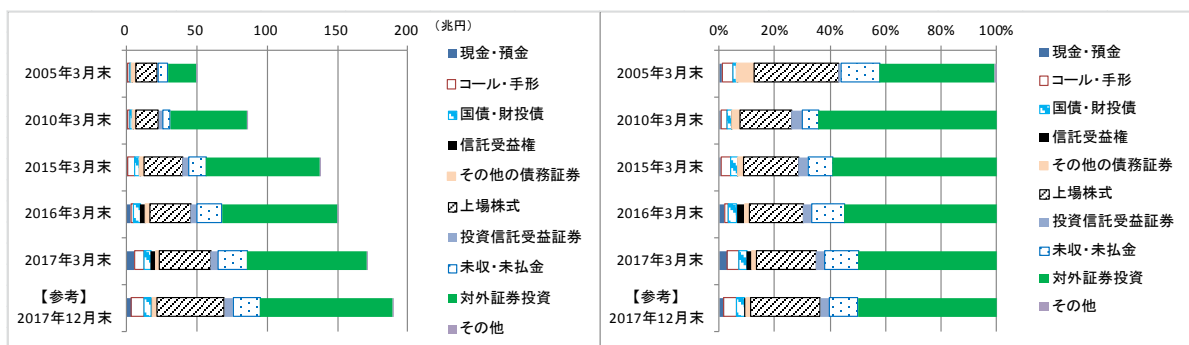 0 50 100 150 200
（兆円）
2005年3月末
2010年3月末
2015年3月末
2016年3月末
2017年3月末
【参考】
2017年12月末
現金・預金
コール・手形
国債・財投債
信託受益権
その他の債務証券
上場株式
投資信託受益証券
未収・未払金
対外証券投資
その他
0% 20% 40% 60% 80% 100%
2005年3月末
2010年3月末
2015年3月末
2016年3月末
2017年3月末
【参考】
2017年12月末
現金・預金
コール・手形
国債・財投債
信託受益権
その他の債務証券
上場株式
投資信託受益証券
未収・未払金
対外証券投資
その他